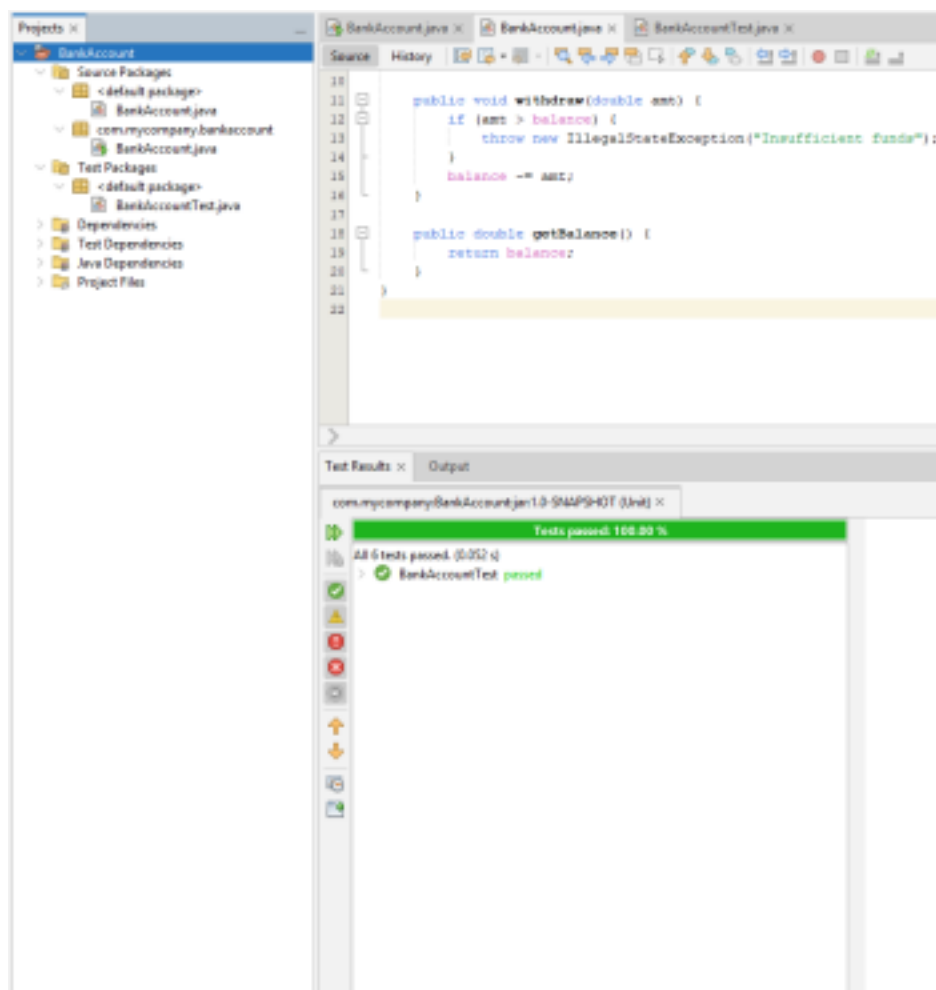 Projects
BankAccount
Source Packages
<default package>
BankAccount.java
com.mycompany.bankaccount
BankAccount.java
Test Packages
<default package>
BankAccountTest.java
Dependencies
Test Dependencies
Java Dependencies
Project Files
BankAccount.java BankAccount.java BankAccountTest.java
Source History
10
11 public void withdraw(double amt) {
12 if (amt > balance) {
13 throw new IllegalStateException("Insufficient funds");
14 }
15 balance -= amt;
16 }
17
18 public double getBalance() {
19 return balance;
20 }
21 }
22
Test Results Output
com.mycompany:BankAccount:jar:1.0-SNAPSHOT (Unit)
Tests passed: 100.00 %
All 6 tests passed. (0.052 s)
BankAccountTest passed